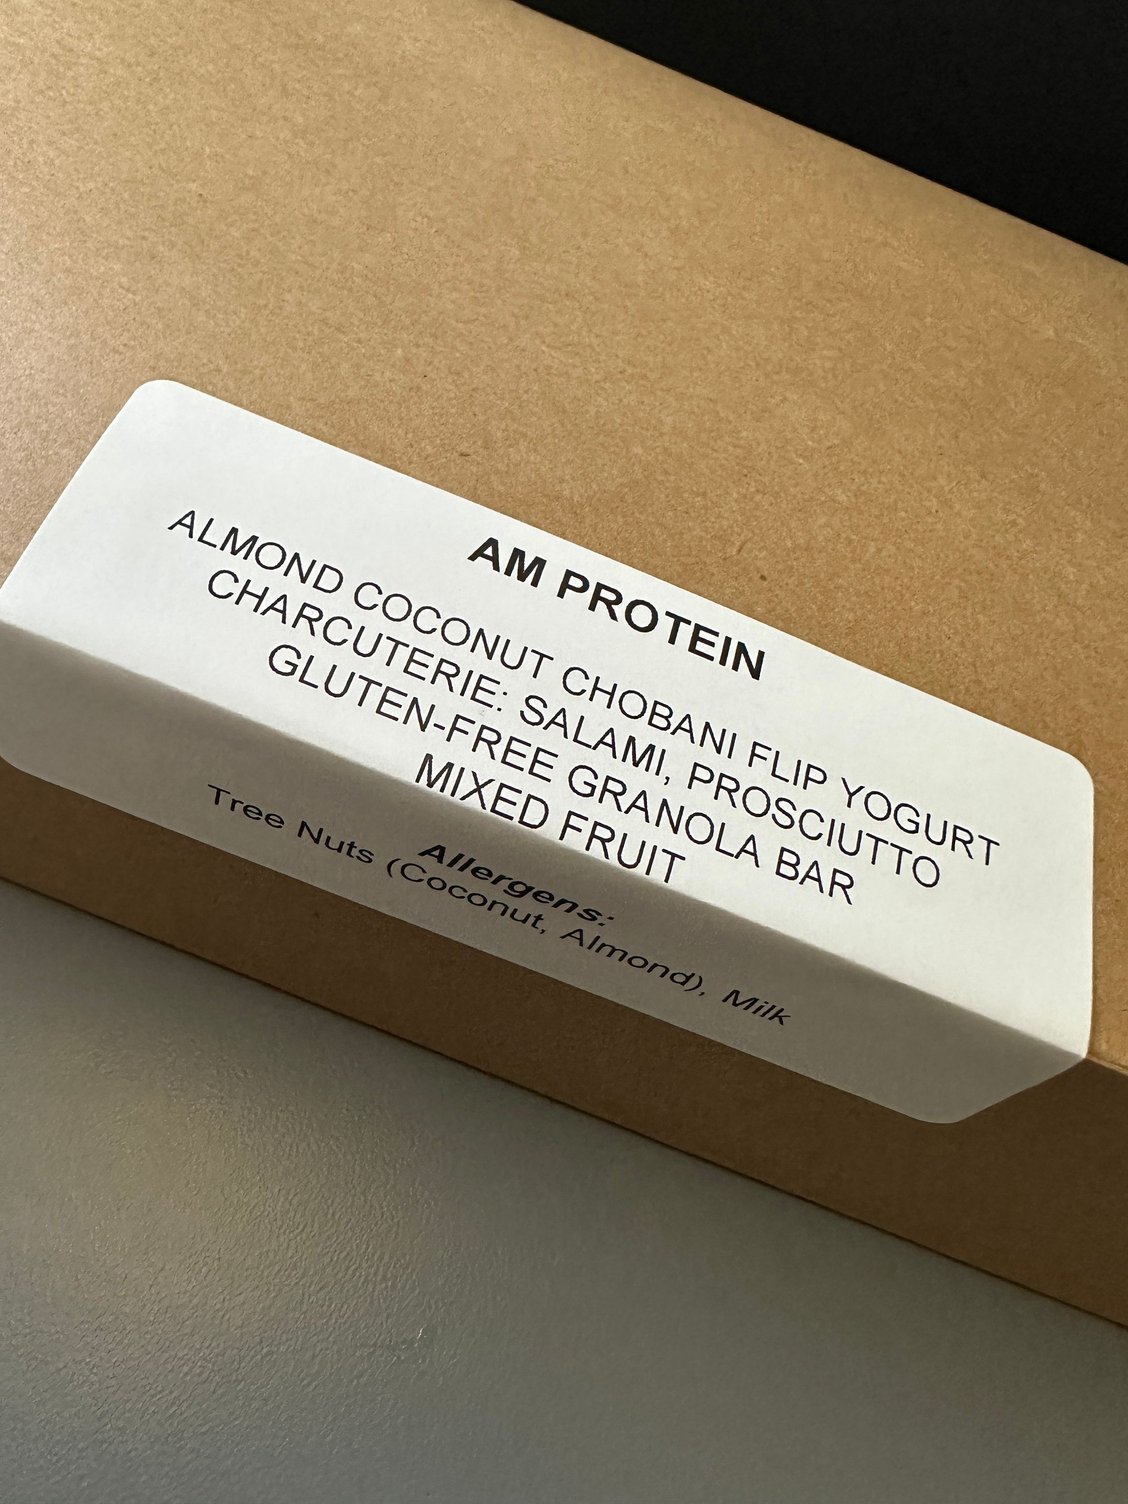 AM PROTEIN
ALMOND COCONUT CHOBANI FLIP YOGURT
CHARCUTERIE: SALAMI, PROSCIUTTO
GLUTEN-FREE GRANOLA BAR
MIXED FRUIT
Allergens:
Tree Nuts (Coconut, Almond), Milk